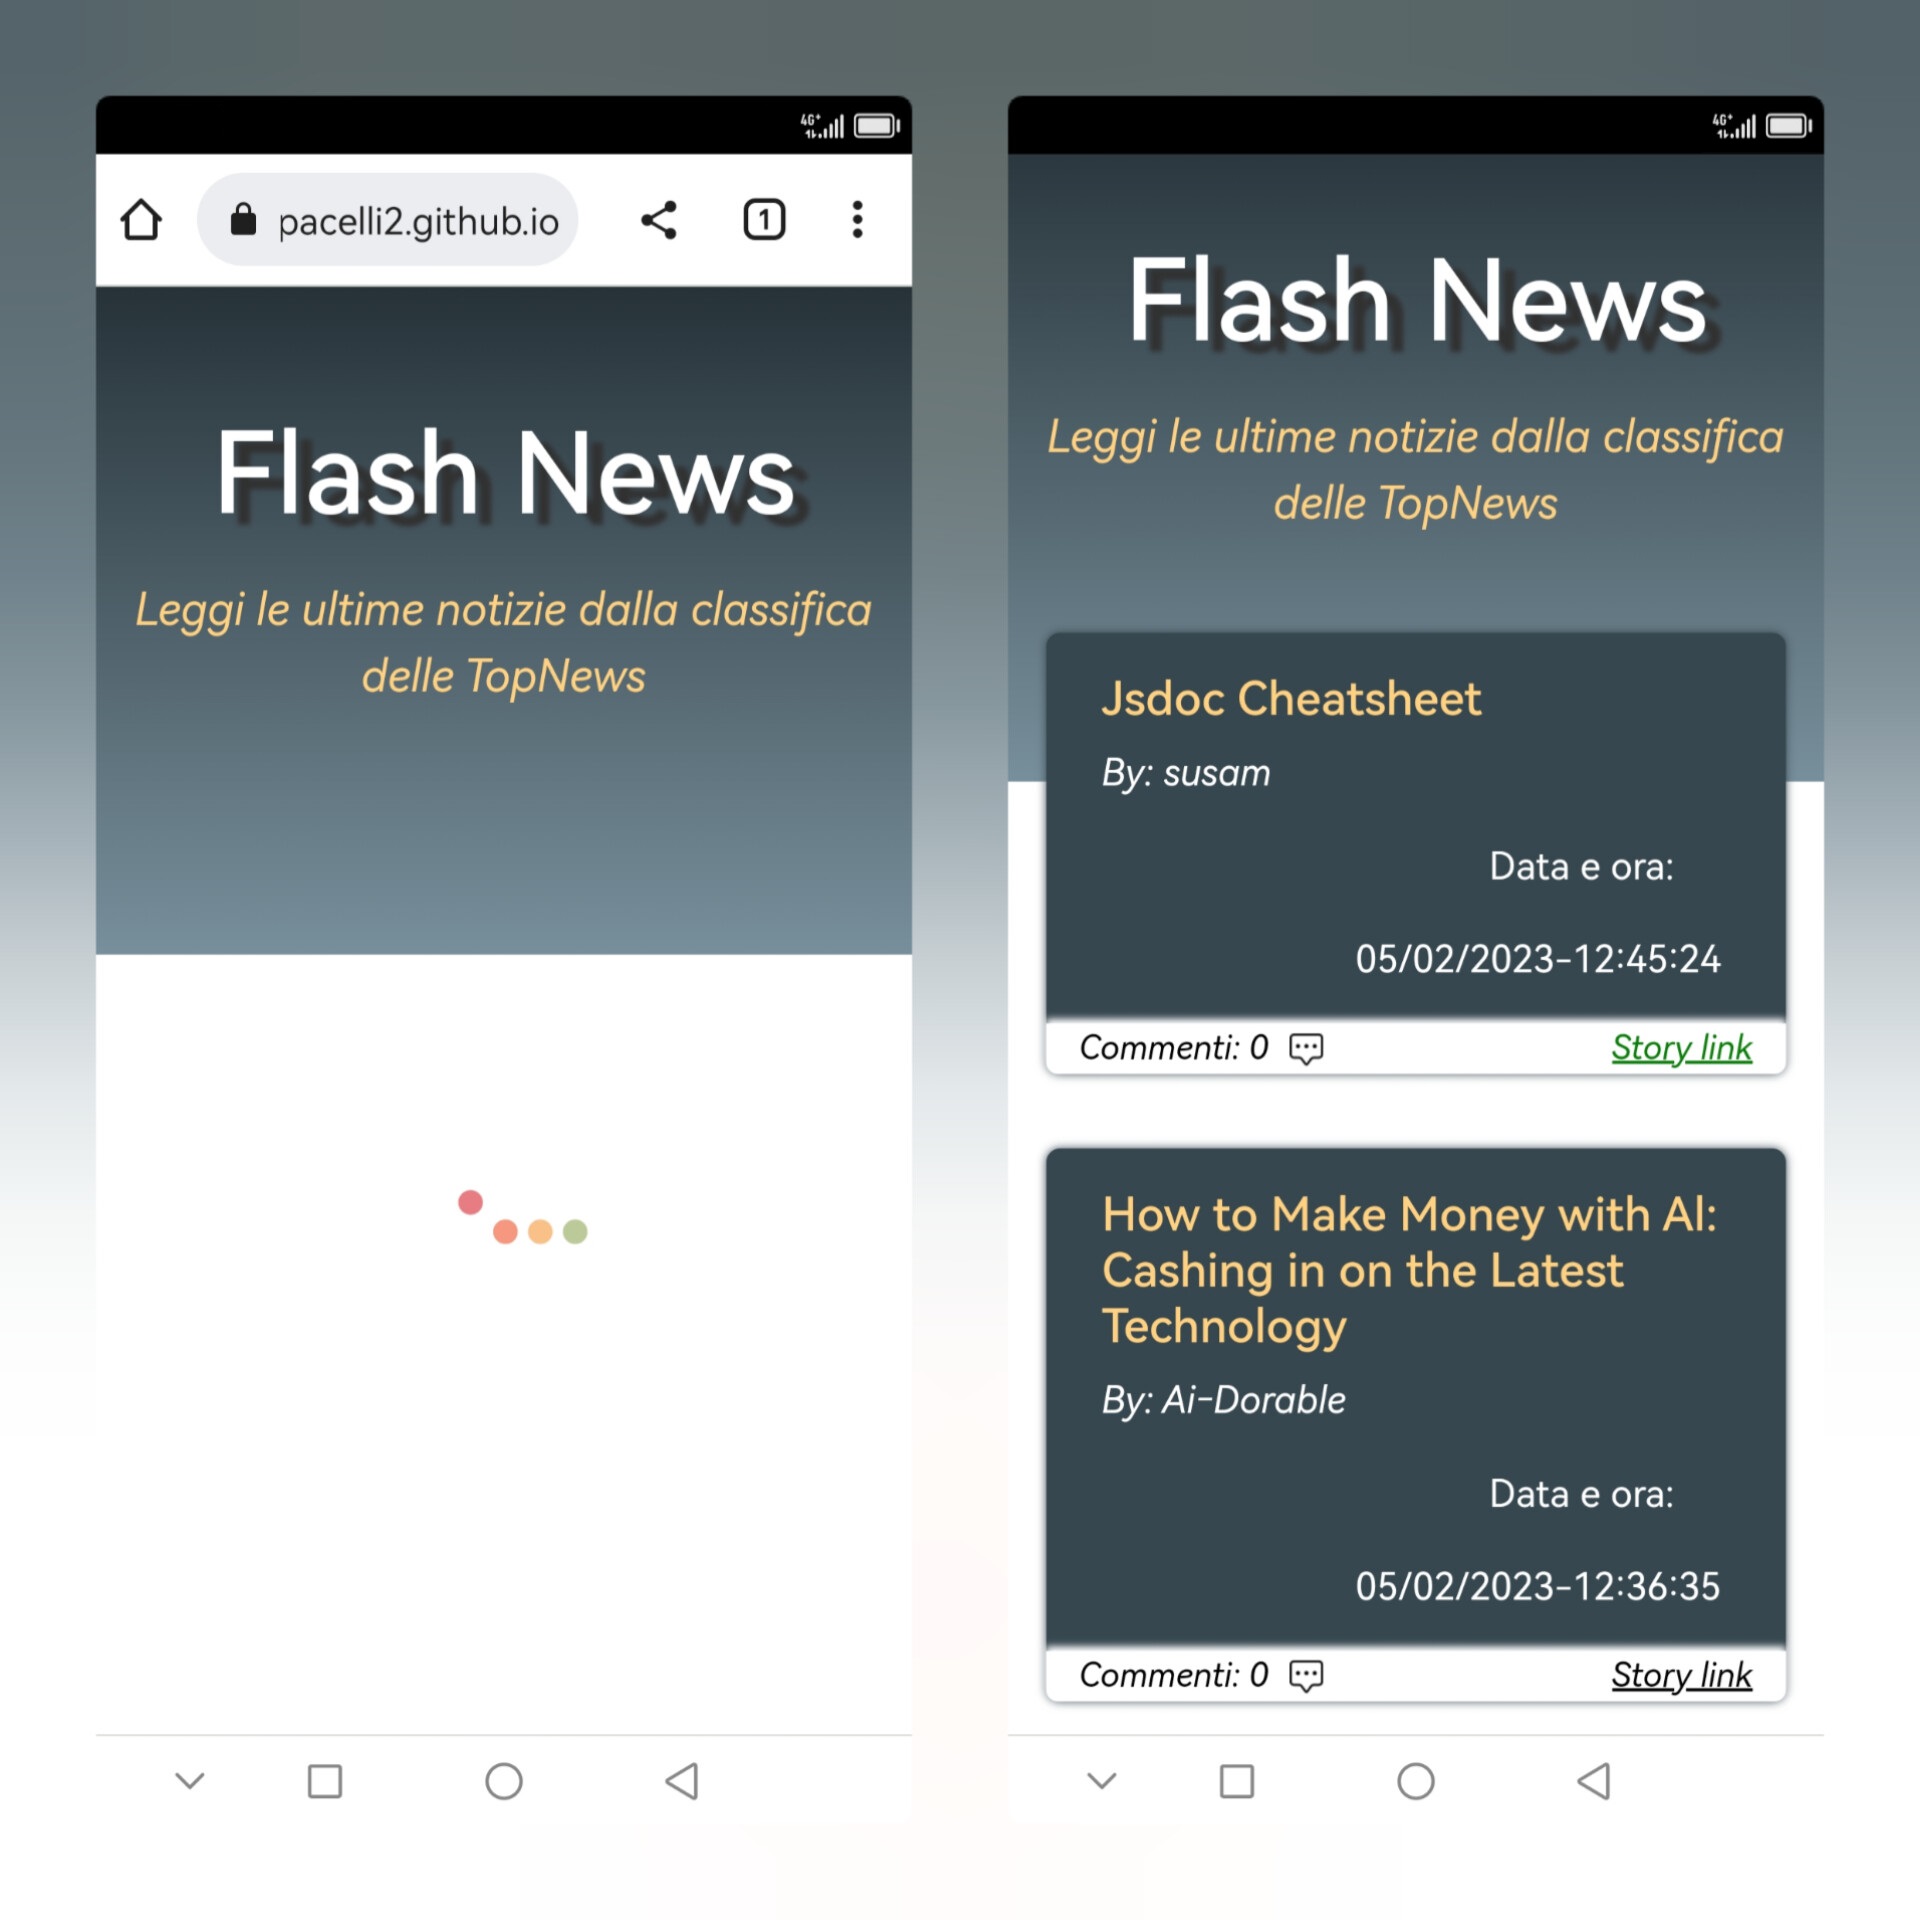 4G+
1
pacelli2.github.io
Flash News
Leggi le ultime notizie dalla classifica
delle TopNews
4G+
Flash News
Leggi le ultime notizie dalla classifica
delle TopNews
Jsdoc Cheatsheet
By: susam
Data e ora:
05/02/2023-12:45:24
Commenti: 0
Story link
How to Make Money with AI:
Cashing in on the Latest
Technology
By: Ai-Dorable
Data e ora:
05/02/2023-12:36:35
Commenti: 0
Story link